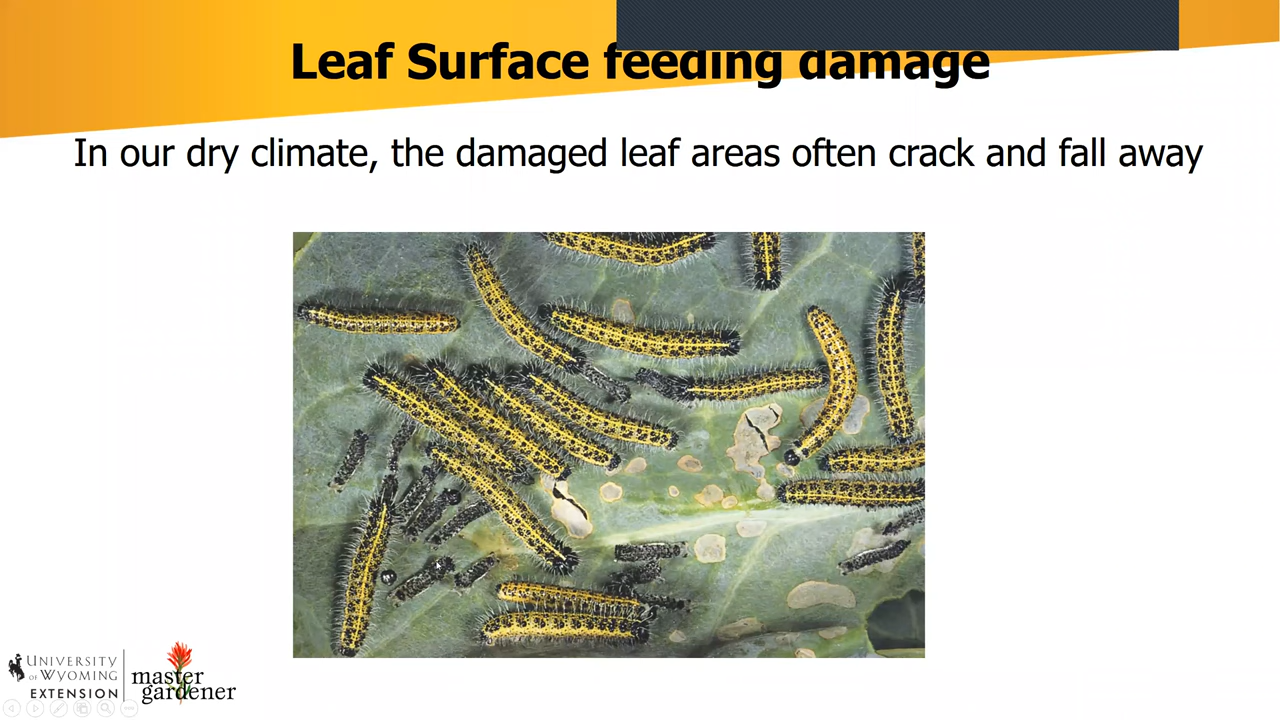 Leaf Surface feeding damage
In our dry climate, the damaged leaf areas often crack and fall away
UNIVERSITY
OF WYOMING
EXTENSION
master
gardener